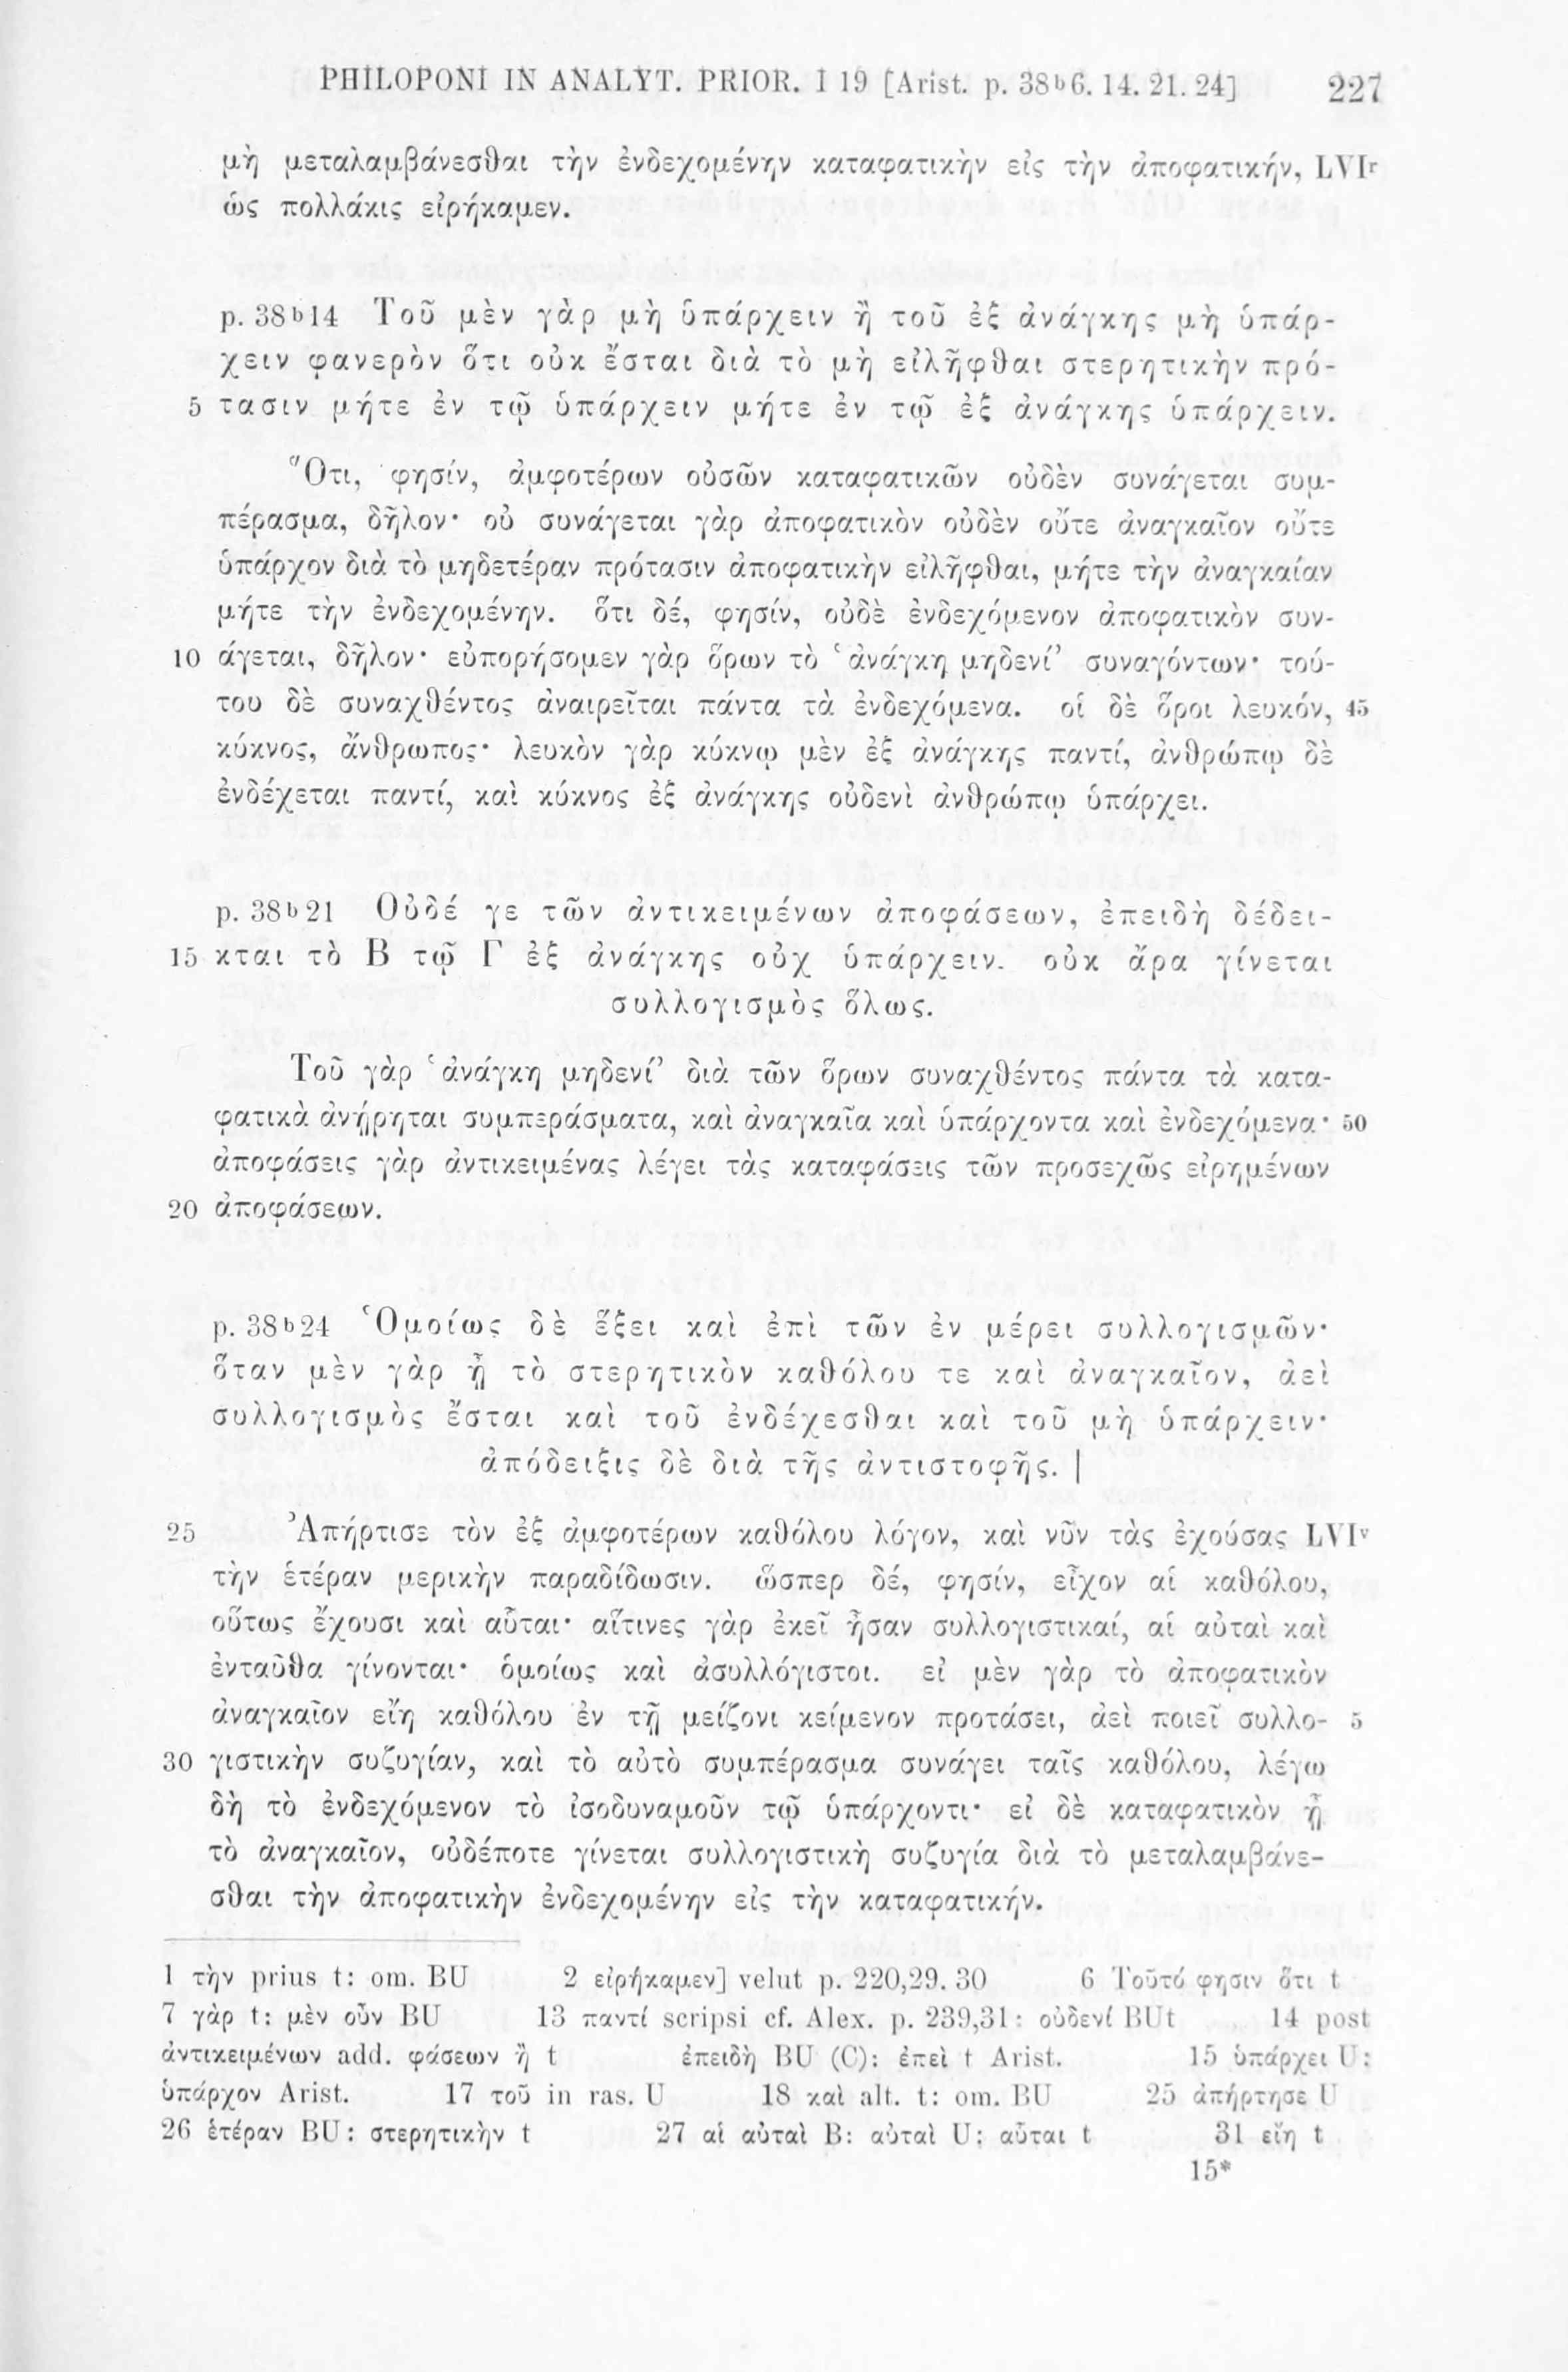 PHILOPONI IN ANALYT. PRIOR. I 19 [Arist. p. 38b6. 14. 21. 24] 227
μὴ μεταλαμβάνεσθαι τὴν ἐνδεχομένην καταφατικὴν εἰς τὴν ἀποφατικήν, LVIr
ὡς πολλάκις εἰρήκαμεν.
p. 38b14 Τοῦ μὲν γὰρ μὴ ὑπάρχειν ἢ τοῦ ἐξ ἀνάγκης μὴ ὑπάρ-
χειν φανερὸν ὅτι οὐκ ἔσται διὰ τὸ μὴ εἰλῆφθαι στερητικὴν πρό-
5 τασιν μήτε ἐν τῷ ὑπάρχειν μήτε ἐν τῷ ἐξ ἀνάγκης ὑπάρχειν.
Ὅτι, φησίν, ἀμφοτέρων οὐσῶν καταφατικῶν οὐδὲν συνάγεται συμ-
πέρασμα, δῆλον· οὐ συνάγεται γὰρ ἀποφατικὸν οὐδὲν οὔτε ἀναγκαῖον οὔτε
ὑπάρχον διὰ τὸ μηδετέραν πρότασιν ἀποφατικὴν εἰλῆφθαι, μήτε τὴν ἀναγκαίαν
μήτε τὴν ἐνδεχομένην. ὅτι δέ, φησίν, οὐδὲ ἐνδεχόμενον ἀποφατικὸν συν-
10 άγεται, δῆλον· εὐπορήσομεν γὰρ ὅρων τὸ ‘ἀνάγκη μηδενί’ συναγόντων· τού-
του δὲ συναχθέντος ἀναιρεῖται πάντα τὰ ἐνδεχόμενα. οἱ δὲ ὅροι λευκόν, 45
κύκνος, ἄνθρωπος· λευκὸν γὰρ κύκνῳ μὲν ἐξ ἀνάγκης παντί, ἀνθρώπῳ δὲ
ἐνδέχεται παντί, καὶ κύκνος ἐξ ἀνάγκης οὐδενὶ ἀνθρώπῳ ὑπάρχει.
p. 38b21 Οὐδέ γε τῶν ἀντικειμένων ἀποφάσεων, ἐπειδὴ δέδει-
15 κται τὸ Β τῷ Γ ἐξ ἀνάγκης οὐχ ὑπάρχειν. οὐκ ἄρα γίνεται
συλλογισμὸς ὅλως.
Τοῦ γὰρ ‘ἀνάγκη μηδενί’ διὰ τῶν ὅρων συναχθέντος πάντα τὰ κατα-
φατικὰ ἀνῄρηται συμπεράσματα, καὶ ἀναγκαῖα καὶ ὑπάρχοντα καὶ ἐνδεχόμενα· 50
ἀποφάσεις γὰρ ἀντικειμένας λέγει τὰς καταφάσεις τῶν προσεχῶς εἰρημένων
20 ἀποφάσεων.
p. 38b24 Ὁμοίως δὲ ἕξει καὶ ἐπὶ τῶν ἐν μέρει συλλογισμῶν·
ὅταν μὲν γὰρ ᾖ τὸ στερητικὸν καθόλου τε καὶ ἀναγκαῖον, ἀεὶ
συλλογισμὸς ἔσται καὶ τοῦ ἐνδέχεσθαι καὶ τοῦ μὴ ὑπάρχειν·
ἀπόδειξις δὲ διὰ τῆς ἀντιστοφῆς. |
25 Ἀπήρτισε τὸν ἐξ ἀμφοτέρων καθόλου λόγον, καὶ νῦν τὰς ἐχούσας LVIv
τὴν ἑτέραν μερικὴν παραδίδωσιν. ὥσπερ δέ, φησίν, εἶχον αἱ καθόλου,
οὕτως ἔχουσι καὶ αὗται· αἵτινες γὰρ ἐκεῖ ἦσαν συλλογιστικαί, αἱ αὐταὶ καὶ
ἐνταῦθα γίνονται· ὁμοίως καὶ ἀσυλλόγιστοι. εἰ μὲν γὰρ τὸ ἀποφατικὸν
ἀναγκαῖον εἴη καθόλου ἐν τῇ μείζονι κείμενον προτάσει, ἀεὶ ποιεῖ συλλο- 5
30 γιστικὴν συζυγίαν, καὶ τὸ αὐτὸ συμπέρασμα συνάγει ταῖς καθόλου, λέγω
δὴ τὸ ἐνδεχόμενον τὸ ἰσοδυναμοῦν τῷ ὑπάρχοντι· εἰ δὲ καταφατικὸν ᾖ
τὸ ἀναγκαῖον, οὐδέποτε γίνεται συλλογιστικὴ συζυγία διὰ τὸ μεταλαμβάνε-
σθαι τὴν ἀποφατικὴν ἐνδεχομένην εἰς τὴν καταφατικήν.
1 τὴν prius t: om. BU 2 εἰρήκαμεν] velut p. 220,29. 30 6 Τοῦτό φησιν ὅτι t
7 γὰρ t: μὲν οὖν BU 13 παντί scripsi cf. Alex. p. 239,31: οὐδενί BUt 14 post
ἀντικειμένων add. φάσεων ἢ t ἐπειδὴ BU (C): ἐπεὶ t Arist. 15 ὑπάρχει U:
ὑπάρχον Arist. 17 τοῦ in ras. U 18 καὶ alt. t: om. BU 25 ἀπήρτησε U
26 ἑτέραν BU: στερητικὴν t 27 αἱ αὐταὶ B: αὐταὶ U: αὗται t 31 εἴη t
15*